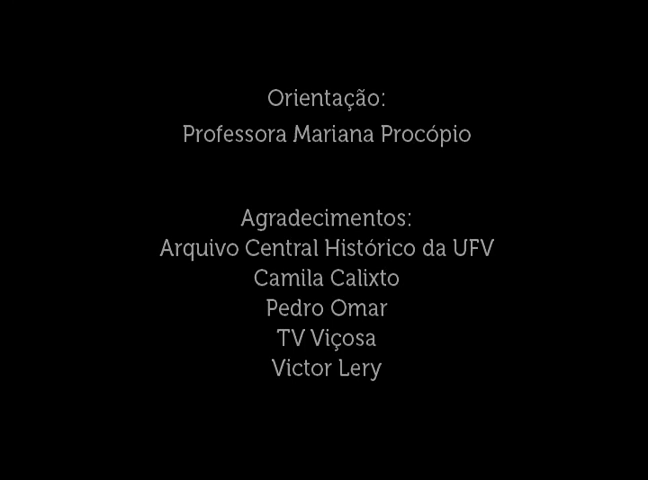 Orientação:
Professora Mariana Procópio
Agradecimentos:
Arquivo Central Histórico da UFV
Camila Calixto
Pedro Omar
TV Viçosa
Victor Lery